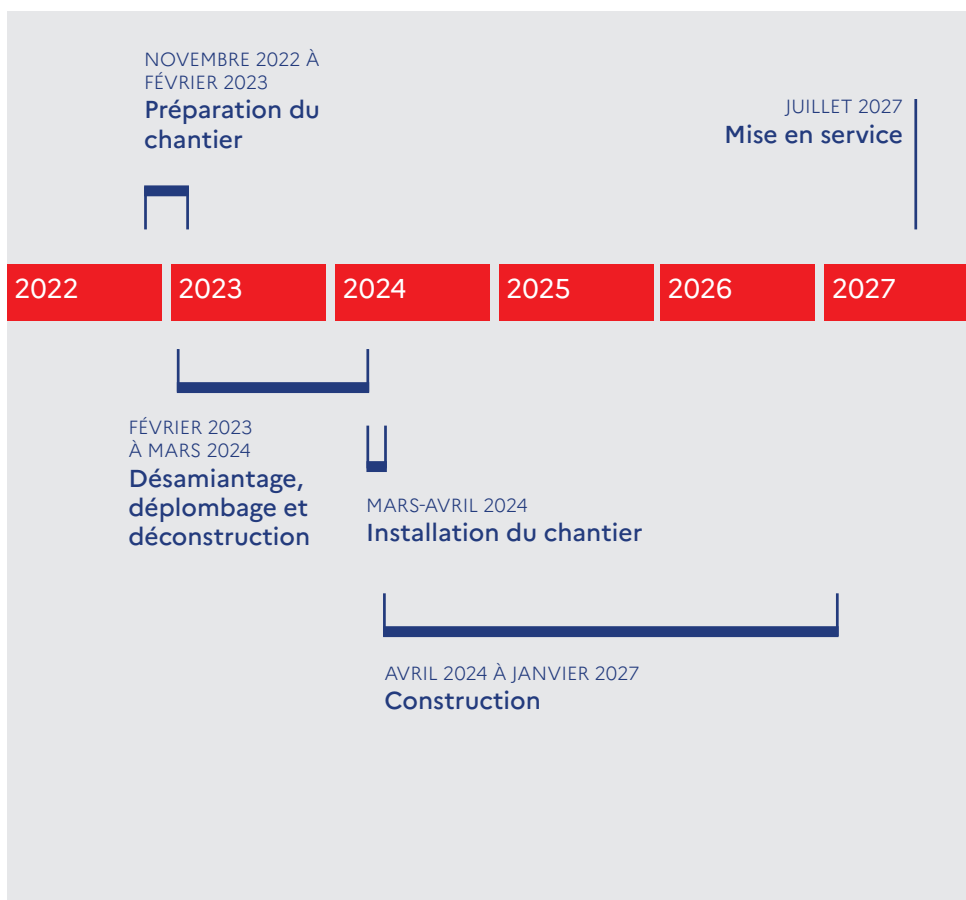 NOVEMBRE 2022 À
FÉVRIER 2023
Préparation du
chantier
JUILLET 2027
Mise en service
2022
2023
2024
2025
2026
2027
FÉVRIER 2023
À MARS 2024
Désamiantage,
déplombage et
déconstruction
MARS-AVRIL 2024
Installation du chantier
AVRIL 2024 À JANVIER 2027
Construction